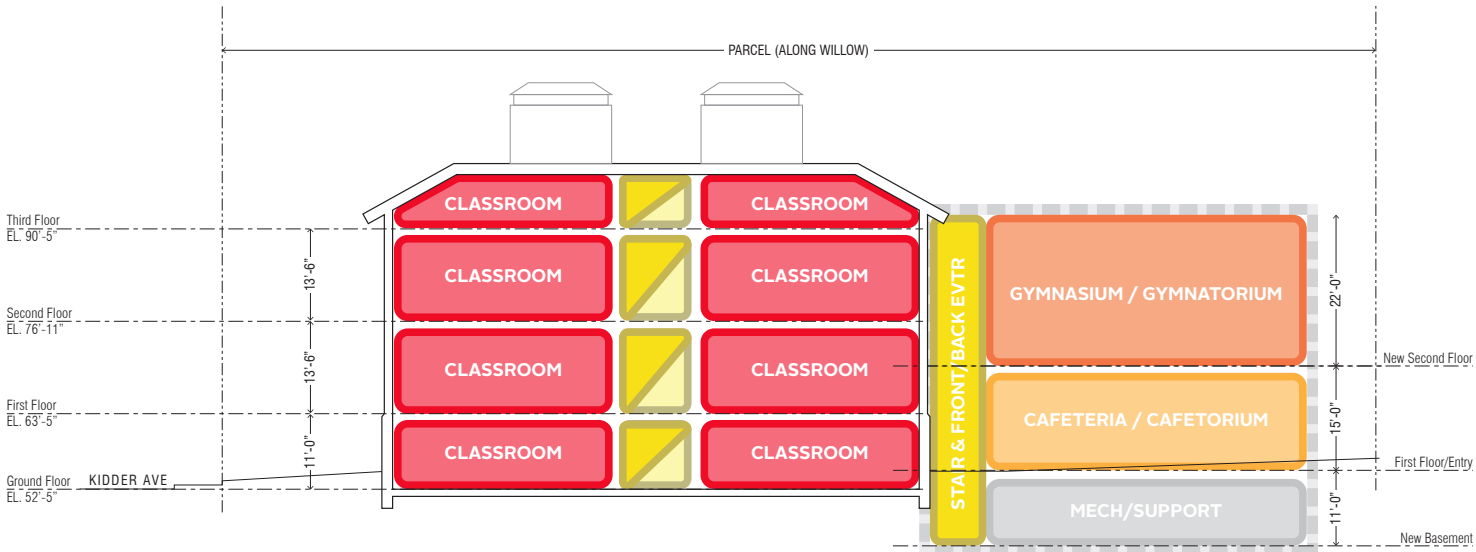 PARCEL (ALONG WILLOW)
CLASSROOM
CLASSROOM
Third Floor
EL. 90'-5"
13'-6"
CLASSROOM
CLASSROOM
STAR & FRONT/BACK EVTR
GYMNASIUM / GYMNATORIUM
22'-0"
Second Floor
EL. 76'-11"
13'-6"
CLASSROOM
CLASSROOM
New Second Floor
CAFETERIA / CAFETORIUM
15'-0"
First Floor
EL. 63'-5"
11'-0"
CLASSROOM
CLASSROOM
First Floor/Entry
Ground Floor
EL. 52'-5"
KIDDER AVE
MECH/SUPPORT
11'-0"
New Basement